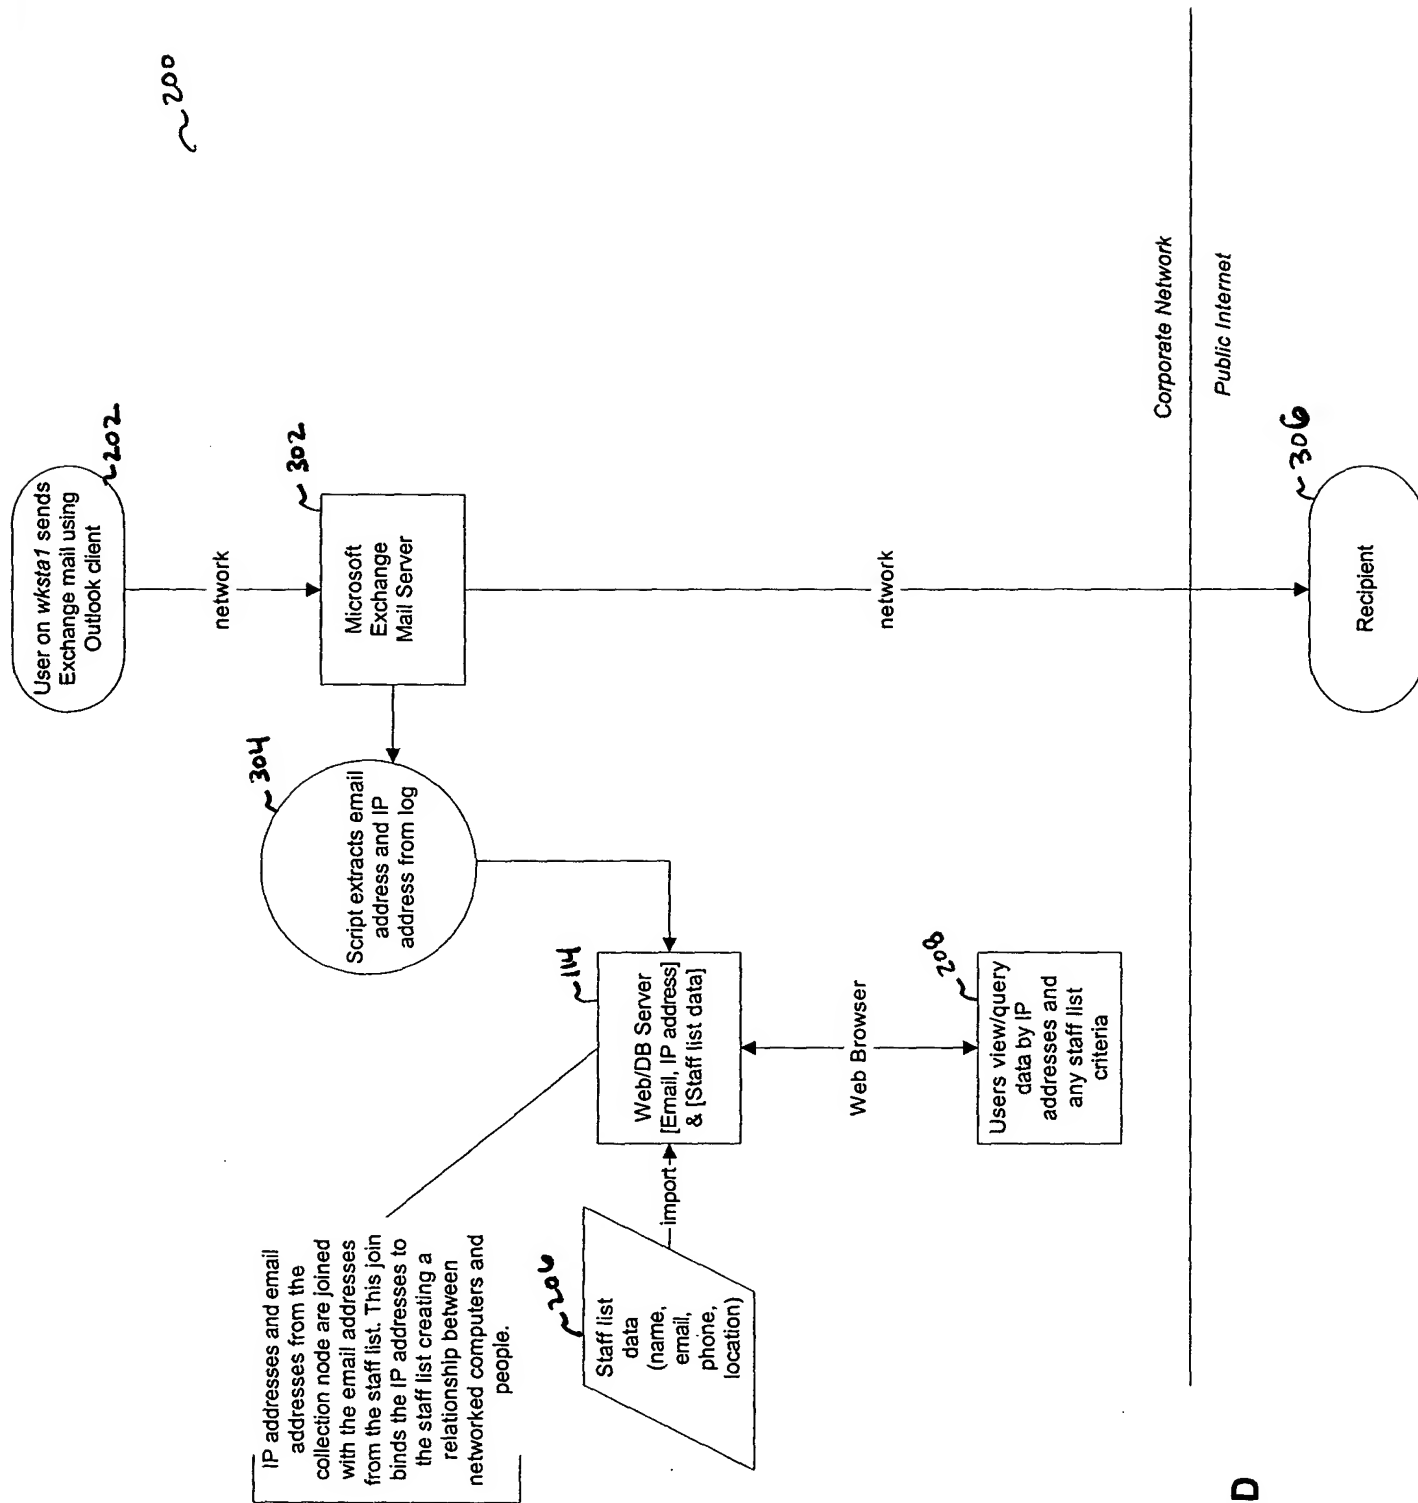 200
User on wksta1 sends
Exchange mail using
Outlook client
202
network
Microsoft
Exchange
Mail Server
302
304
Script extracts email
address and IP
address from log
network
IP addresses and email
addresses from the
collection node are joined
with the email addresses
from the staff list. This join
binds the IP addresses to
the staff list creating a
relationship between
networked computers and
people.
114
Web/DB Server
[Email, IP address]
& [Staff list data]
206
Staff list
data
(name,
email,
phone,
location)
import
Web Browser
208
Users view/query
data by IP
addresses and
any staff list
criteria
Corporate Network
Public Internet
306
Recipient
D